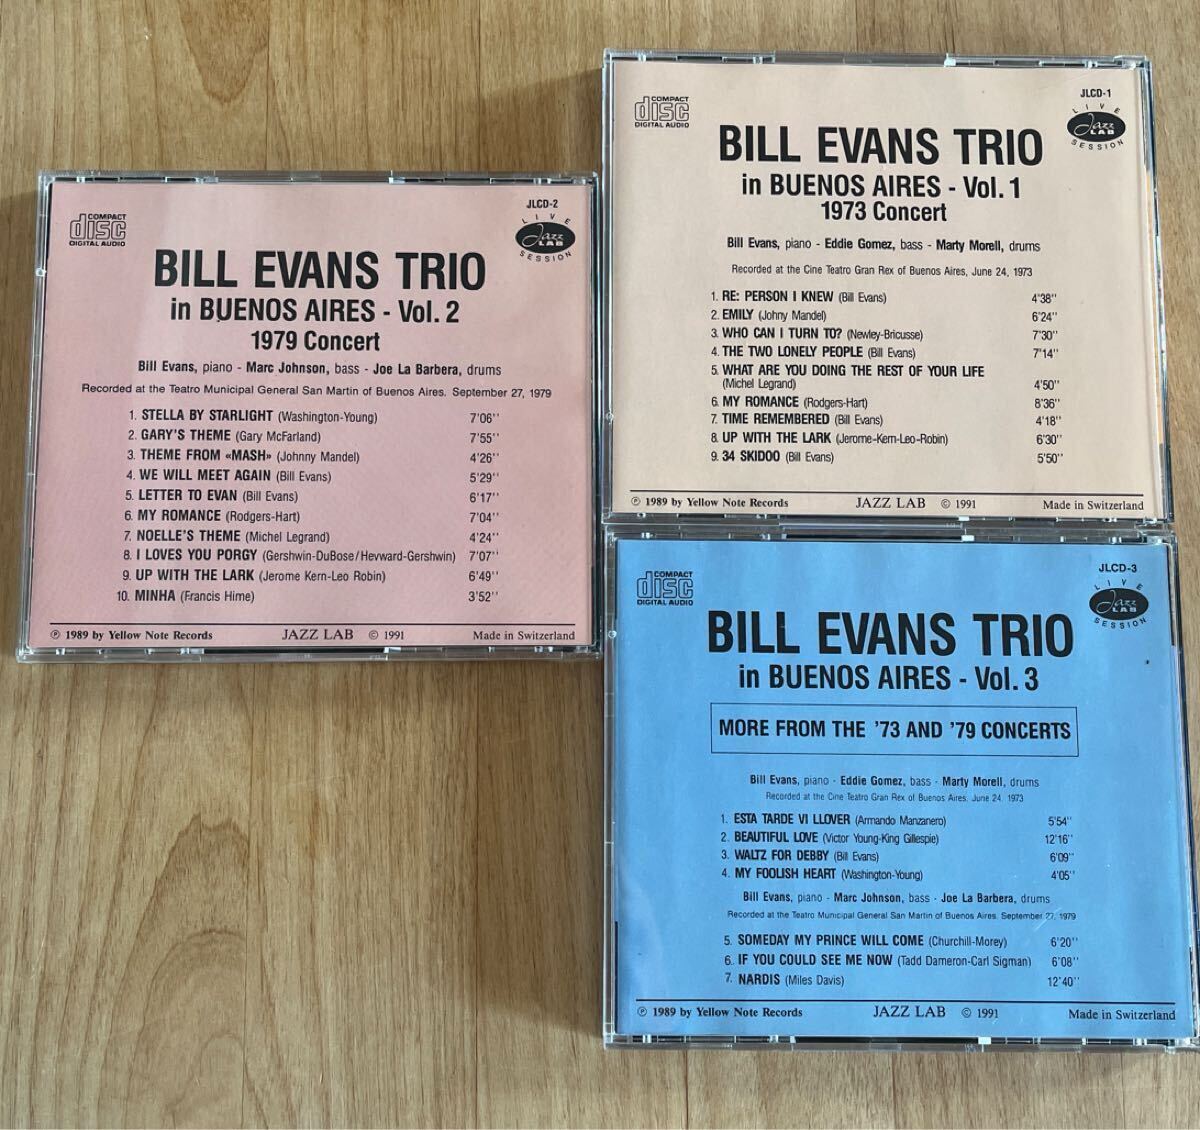 COMPACT
disc
DIGITAL AUDIO
JLCD-2
LIVE
Jazz
LAB
SESSION
BILL EVANS TRIO
in BUENOS AIRES - Vol. 2
1979 Concert
Bill Evans, piano - Marc Johnson, bass - Joe La Barbera, drums
Recorded at the Teatro Municipal General San Martin of Buenos Aires. September 27, 1979
1. STELLA BY STARLIGHT (Washington-Young) 7'06''
2. GARY'S THEME (Gary McFarland) 7'55''
3. THEME FROM «MASH» (Johnny Mandel) 4'26''
4. WE WILL MEET AGAIN (Bill Evans) 5'29''
5. LETTER TO EVAN (Bill Evans) 6'17''
6. MY ROMANCE (Rodgers-Hart) 7'04''
7. NOELLE'S THEME (Michel Legrand) 4'24''
8. I LOVES YOU PORGY (Gershwin-DuBose/Hevward-Gershwin) 7'07''
9. UP WITH THE LARK (Jerome Kern-Leo Robin) 6'49''
10. MINHA (Francis Hime) 3'52''
℗ 1989 by Yellow Note Records JAZZ LAB © 1991 Made in Switzerland
COMPACT
disc
DIGITAL AUDIO
JLCD-1
LIVE
Jazz
LAB
SESSION
BILL EVANS TRIO
in BUENOS AIRES - Vol. 1
1973 Concert
Bill Evans, piano - Eddie Gomez, bass - Marty Morell, drums
Recorded at the Cine Teatro Gran Rex of Buenos Aires, June 24, 1973
1. RE: PERSON I KNEW (Bill Evans) 4'38''
2. EMILY (Johny Mandel) 6'24''
3. WHO CAN I TURN TO? (Newley-Bricusse) 7'30''
4. THE TWO LONELY PEOPLE (Bill Evans) 7'14''
5. WHAT ARE YOU DOING THE REST OF YOUR LIFE
(Michel Legrand) 4'50''
6. MY ROMANCE (Rodgers-Hart) 8'36''
7. TIME REMEMBERED (Bill Evans) 4'18''
8. UP WITH THE LARK (Jerome-Kern-Leo-Robin) 6'30''
9. 34 SKIDOO (Bill Evans) 5'50''
℗ 1989 by Yellow Note Records JAZZ LAB © 1991 Made in Switzerland
COMPACT
disc
DIGITAL AUDIO
JLCD-3
LIVE
Jazz
LAB
SESSION
BILL EVANS TRIO
in BUENOS AIRES - Vol. 3
MORE FROM THE '73 AND '79 CONCERTS
Bill Evans, piano - Eddie Gomez, bass - Marty Morell, drums
Recorded at the Cine Teatro Gran Rex of Buenos Aires, June 24, 1973
1. ESTA TARDE VI LLOVER (Armando Manzanero) 5'54''
2. BEAUTIFUL LOVE (Victor Young-King Gillespie) 12'16''
3. WALTZ FOR DEBBY (Bill Evans) 6'09''
4. MY FOOLISH HEART (Washington-Young) 4'05''
Bill Evans, piano - Marc Johnson, bass - Joe La Barbera, drums
Recorded at the Teatro Municipal General San Martin of Buenos Aires. September 27, 1979
5. SOMEDAY MY PRINCE WILL COME (Churchill-Morey) 6'20''
6. IF YOU COULD SEE ME NOW (Tadd Dameron-Carl Sigman) 6'08''
7. NARDIS (Miles Davis) 12'40''
℗ 1989 by Yellow Note Records JAZZ LAB © 1991 Made in Switzerland